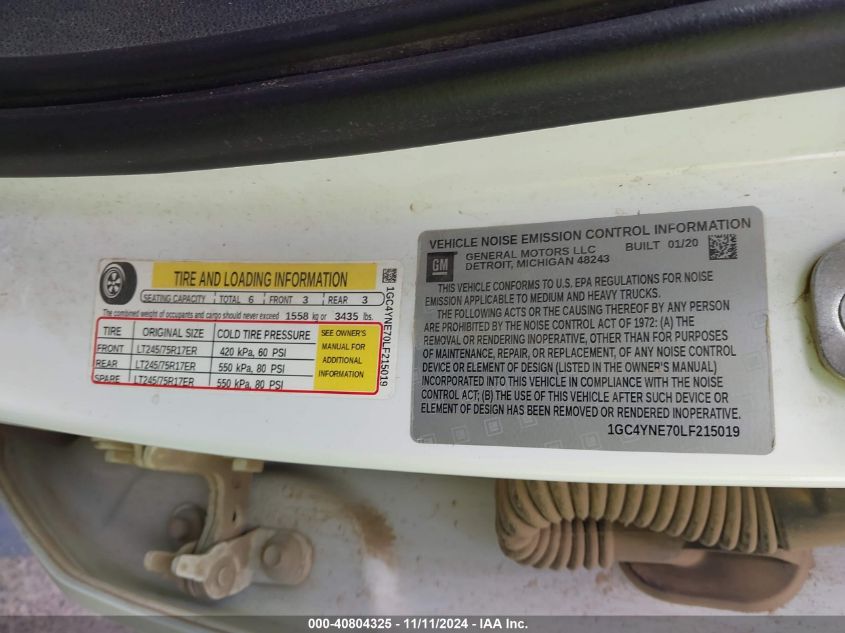 TIRE AND LOADING INFORMATION
SEATING CAPACITY TOTAL 6 FRONT 3 REAR 3
The combined weight of occupants and cargo should never exceed 1558 kg or 3435 lbs.
TIRE ORIGINAL SIZE COLD TIRE PRESSURE
FRONT LT245/75R17ER 420 kPa, 60 PSI
REAR LT245/75R17ER 550 kPa, 80 PSI
SPARE LT245/75R17ER 550 kPa, 80 PSI
SEE OWNER'S
MANUAL FOR
ADDITIONAL
INFORMATION
1GC4YNE70LF215019
VEHICLE NOISE EMISSION CONTROL INFORMATION
GM
GENERAL MOTORS LLC BUILT 01/20
DETROIT, MICHIGAN 48243
THIS VEHICLE CONFORMS TO U.S. EPA REGULATIONS FOR NOISE
EMISSION APPLICABLE TO MEDIUM AND HEAVY TRUCKS.
THE FOLLOWING ACTS OR THE CAUSING THEREOF BY ANY PERSON
ARE PROHIBITED BY THE NOISE CONTROL ACT OF 1972: (A) THE
REMOVAL OR RENDERING INOPERATIVE, OTHER THAN FOR PURPOSES
OF MAINTENANCE, REPAIR, OR REPLACEMENT, OF ANY NOISE CONTROL
DEVICE OR ELEMENT OF DESIGN (LISTED IN THE OWNER'S MANUAL)
INCORPORATED INTO THIS VEHICLE IN COMPLIANCE WITH THE NOISE
CONTROL ACT; (B) THE USE OF THIS VEHICLE AFTER SUCH DEVICE OR
ELEMENT OF DESIGN HAS BEEN REMOVED OR RENDERED INOPERATIVE.
1GC4YNE70LF215019
000-40804325 - 11/11/2024 - IAA Inc.